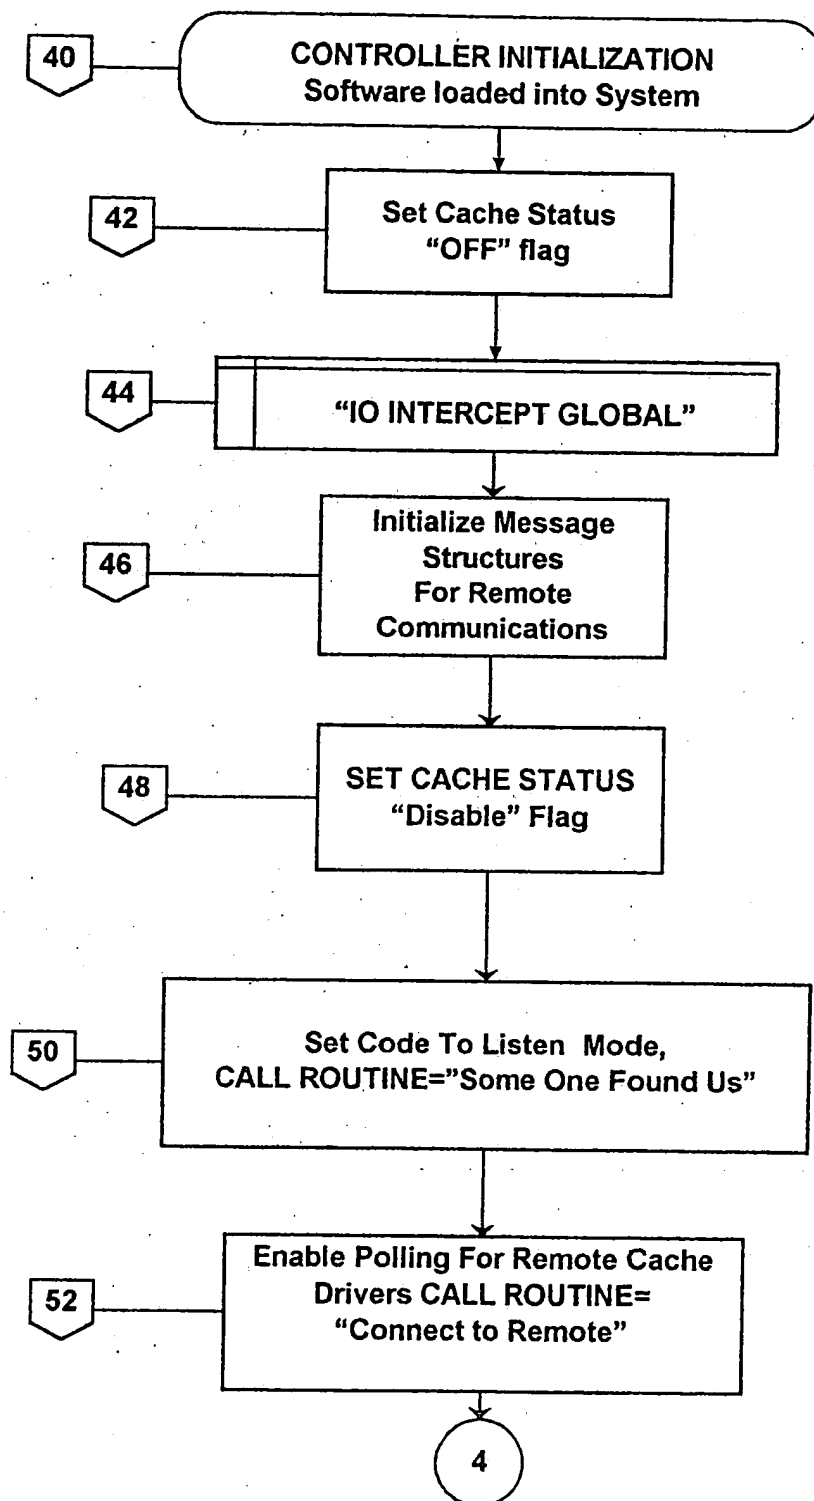 40
CONTROLLER INITIALIZATION
Software loaded into System
42
Set Cache Status
“OFF” flag
44
“IO INTERCEPT GLOBAL”
46
Initialize Message
Structures
For Remote
Communications
48
SET CACHE STATUS
“Disable” Flag
50
Set Code To Listen Mode,
CALL ROUTINE=”Some One Found Us”
52
Enable Polling For Remote Cache
Drivers CALL ROUTINE=
“Connect to Remote”
4